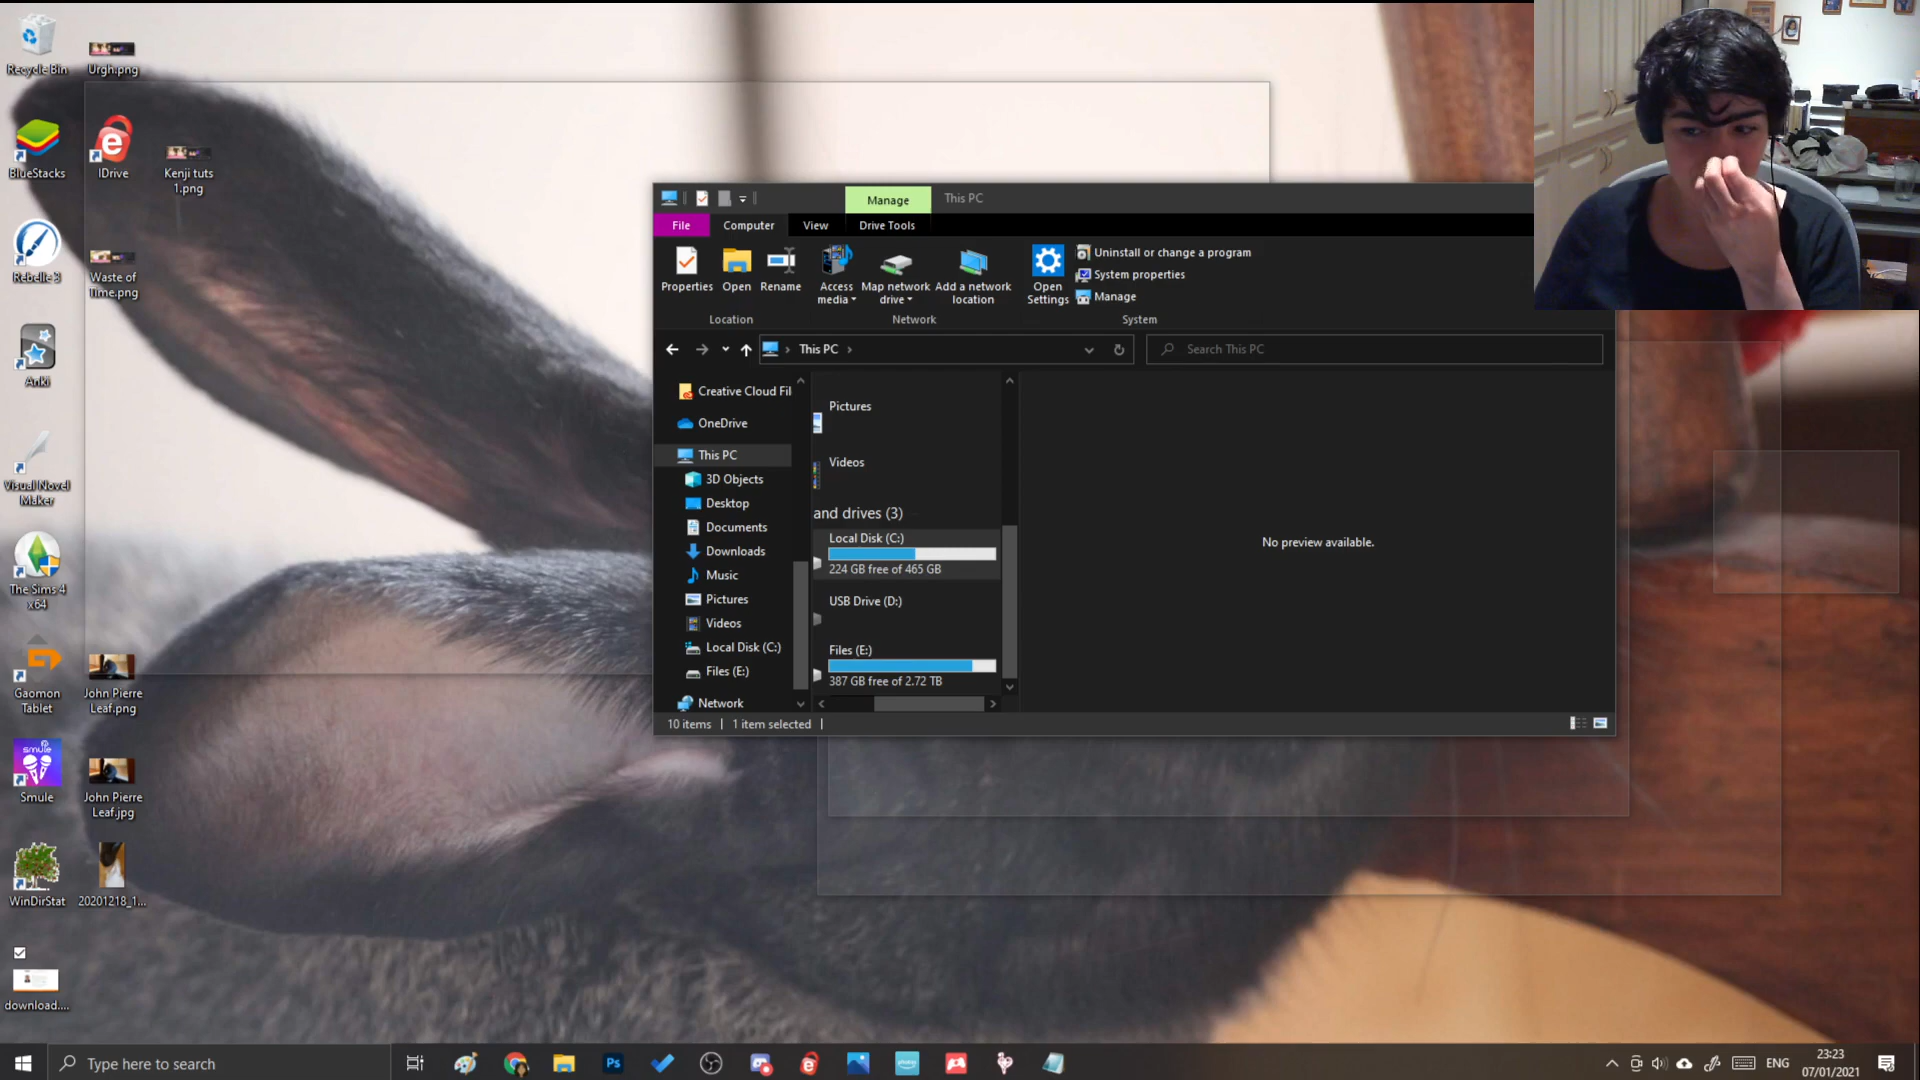 Recycle Bin
Urgh.png
BlueStacks
IDrive
Kenji tuts
1.png
Rebelle 3
Waste of
Time.png
Anki
Visual Novel
Maker
The Sims 4
x64
Gaomon
Tablet
John Pierre
Leaf.png
smule
Smule
John Pierre
Leaf.jpg
WinDirStat
20201218_1...
download....
Manage
This PC
File
Computer
View
Drive Tools
Properties
Open
Rename
Access
media
Map network
drive
Add a network
location
Open
Settings
Uninstall or change a program
System properties
Manage
Location
Network
System
This PC
Search This PC
Creative Cloud Fil
OneDrive
This PC
3D Objects
Desktop
Documents
Downloads
Music
Pictures
Videos
Local Disk (C:)
Files (E:)
Network
Pictures
Videos
and drives (3)
Local Disk (C:)
224 GB free of 465 GB
USB Drive (D:)
Files (E:)
387 GB free of 2.72 TB
No preview available.
10 items
1 item selected
Type here to search
Ps
ENG
23:23
07/01/2021